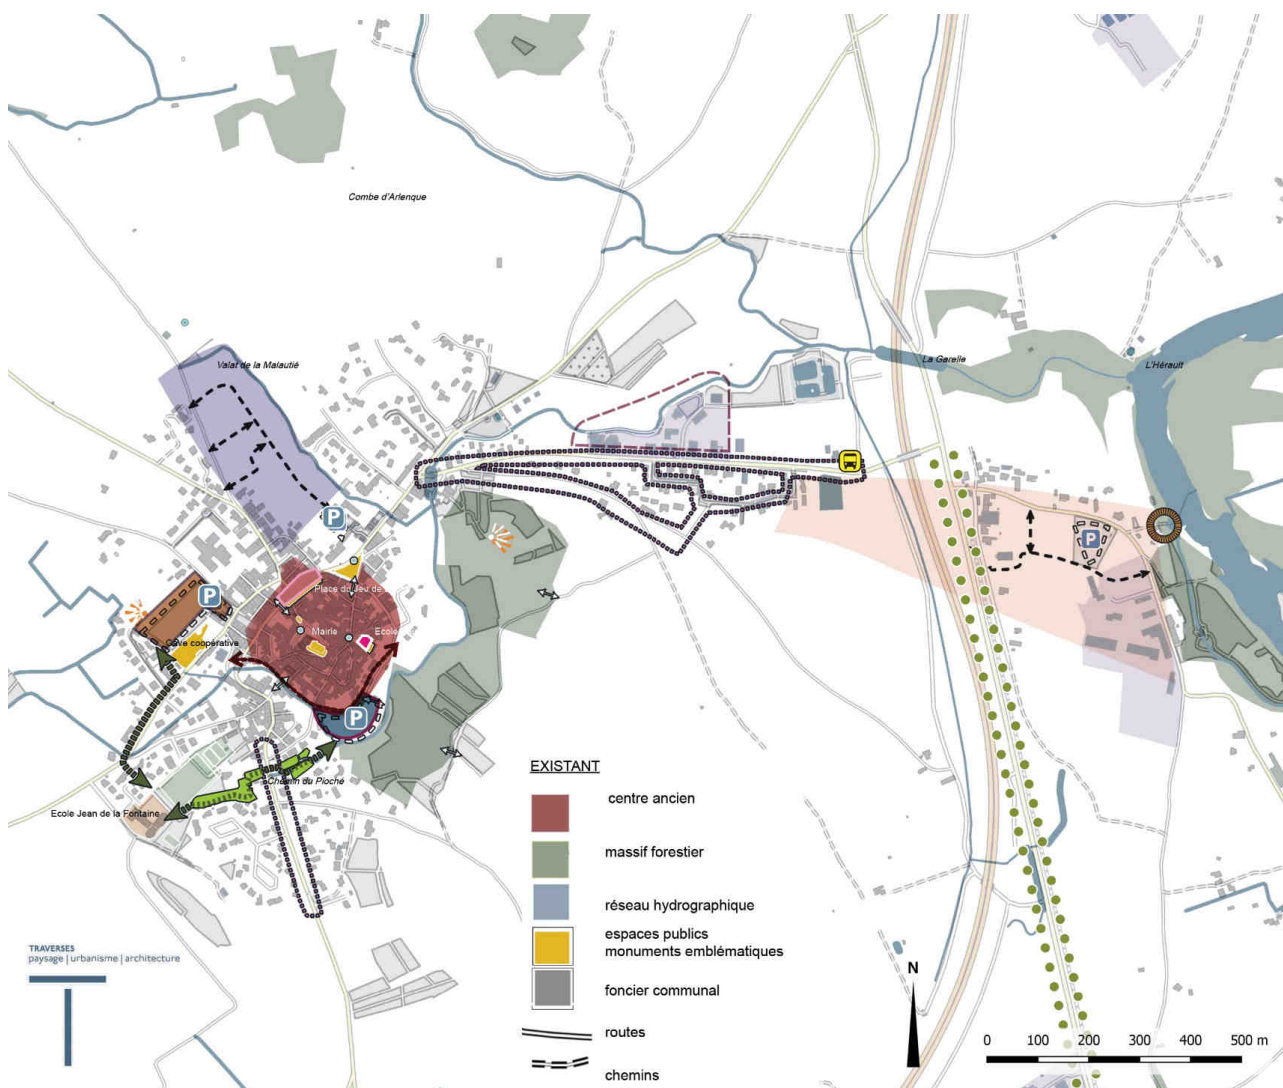 Combe d'Arlenque
Valat de la Malautié
La Garelle
L'Hérault
P
P
P
Place du Jeu de
P
Mairie
Ecole
Cave coopérative
P
Chemin du Pioché
Ecole Jean de la Fontaine
EXISTANT
centre ancien
massif forestier
réseau hydrographique
espaces publics
monuments emblématiques
foncier communal
routes
chemins
TRAVERSES
paysage | urbanisme | architecture
N
0 100 200 300 400 500 m